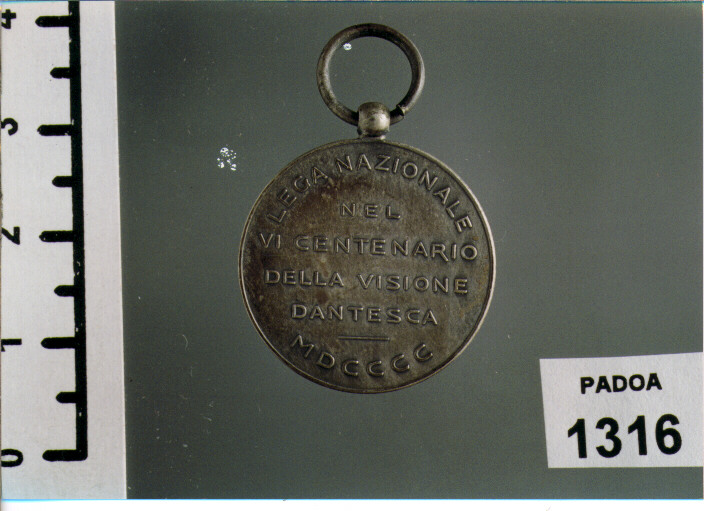 LEGA NAZIONALE
NEL
VI CENTENARIO
DELLA VISIONE
DANTESCA
MDCCCC
PADOA
1316
4
3
2
1
0